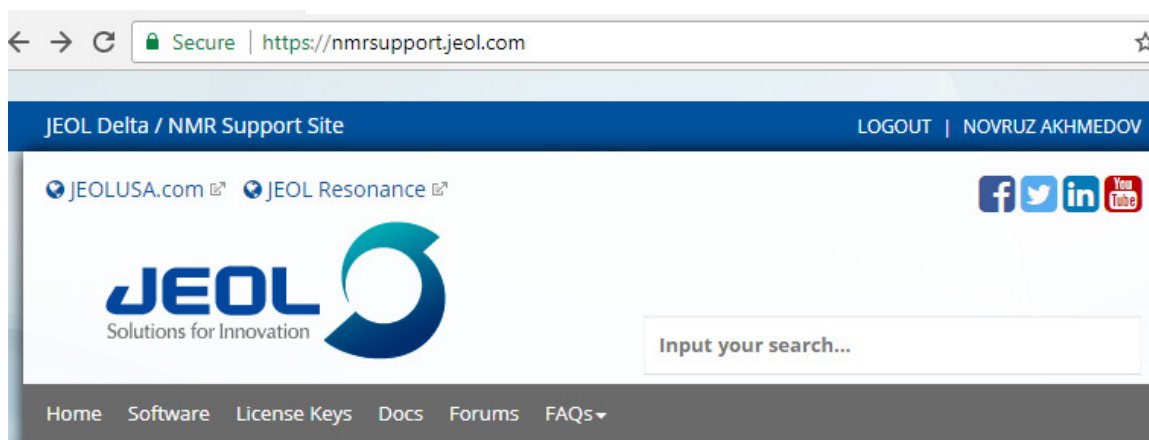 Secure | https://nmrsupport.jeol.com
JEOL Delta / NMR Support Site LOGOUT | NOVRUZ AKHMEDOV
JEOLUSA.com JEOL Resonance
f in You Tube
JEOL
Solutions for Innovation
Input your search...
Home Software License Keys Docs Forums FAQs